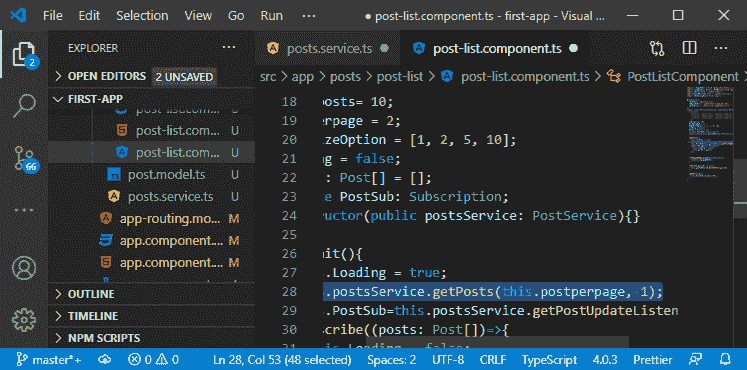 File Edit Selection View Go Run ··· ● post-list.component.ts - first-app - Visual ...
EXPLORER ···
posts.service.ts ●
post-list.component.ts ●
OPEN EDITORS 2 UNSAVED
src > app > posts > post-list > post-list.component.ts > PostListComponent
FIRST-APP
post-list.com... U
post-list.com... U
post-list.com... U
post.model.ts U
posts.service.ts U
app-routing.mo... M
app.component.... M
app.component.... M
OUTLINE
TIMELINE
NPM SCRIPTS
2
66
18 posts= 10;
19 erpage = 2;
20 zeOption = [1, 2, 5, 10];
21 ng = false;
22 : Post[] = [];
23 e PostSub: Subscription;
24 ructor(public postsService: PostService){}
25
26 nit(){
27 .Loading = true;
28 .postsService.getPosts(this.postperpage, 1);
29 .PostSub=this.postsService.getPostUpdateListen
30 scribe((posts: Post[])=>{
31 is.Loading = false;
master*+ 0 0 Ln 28, Col 53 (48 selected) Spaces: 2 UTF-8 CRLF TypeScript 4.0.3 Prettier